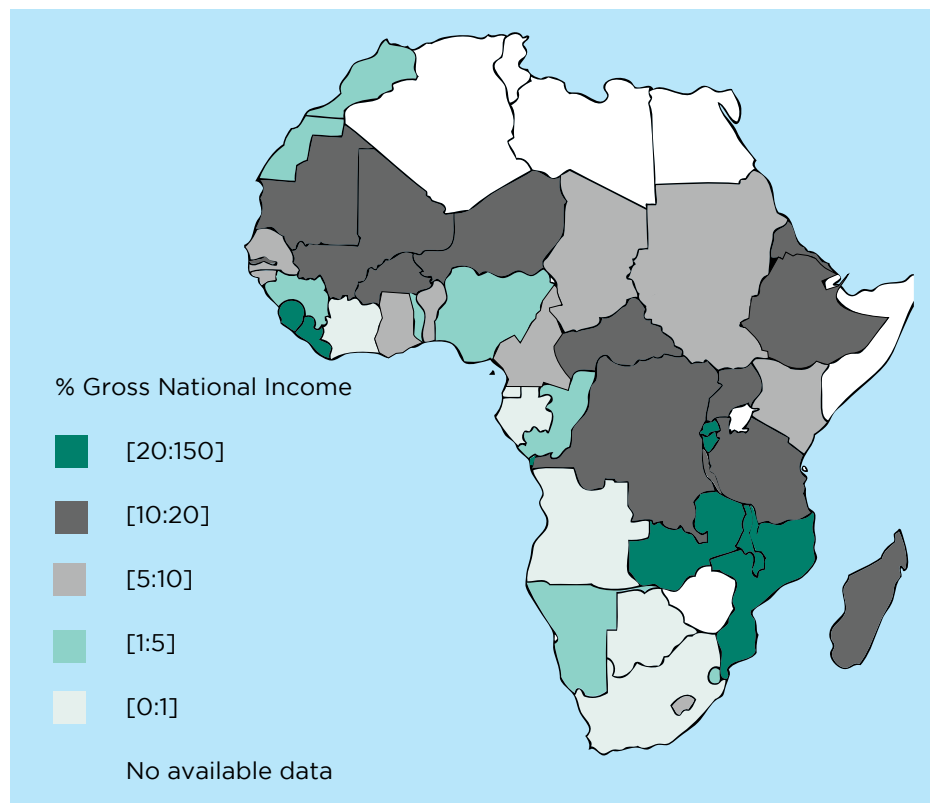 % Gross National Income
[20:150]
[10:20]
[5:10]
[1:5]
[0:1]
No available data